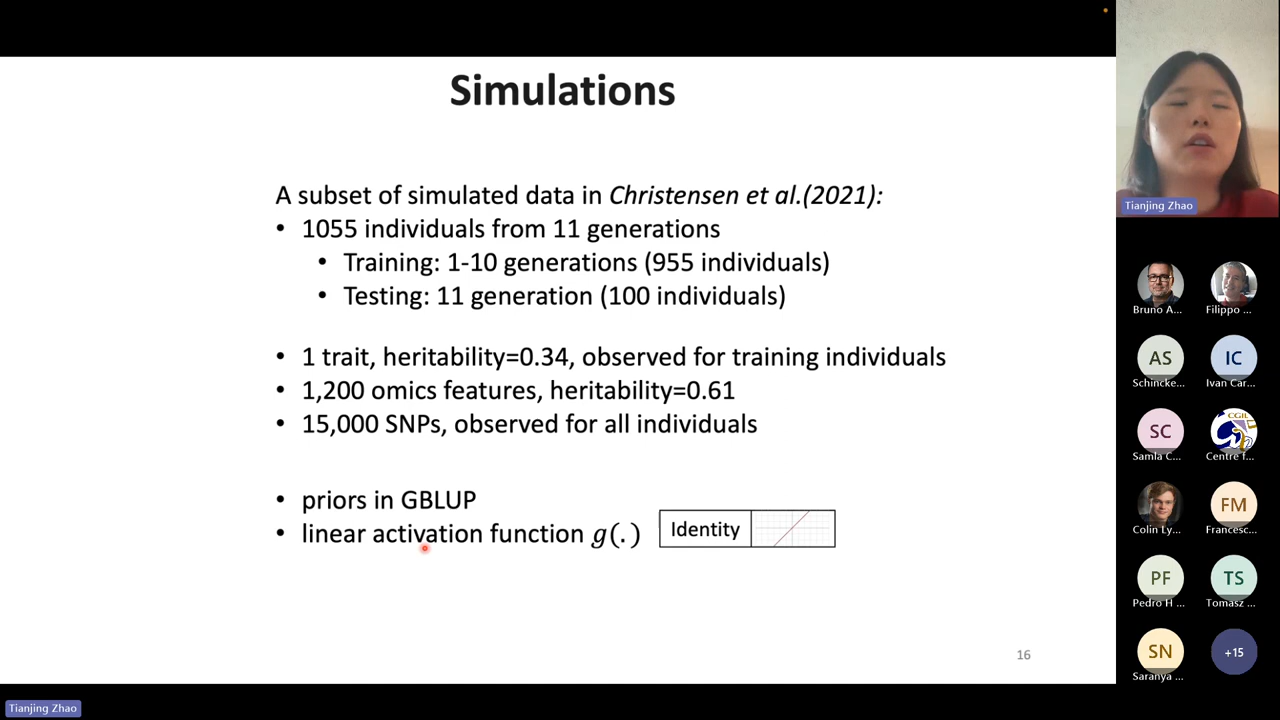 Simulations
A subset of simulated data in Christensen et al.(2021):
• 1055 individuals from 11 generations
• Training: 1-10 generations (955 individuals)
• Testing: 11 generation (100 individuals)
• 1 trait, heritability=0.34, observed for training individuals
• 1,200 omics features, heritability=0.61
• 15,000 SNPs, observed for all individuals
• priors in GBLUP
• linear activation function g(.)
Identity
16
Tianjing Zhao
Bruno A...
Filippo ...
AS
Schincke...
IC
Ivan Car...
SC
Samla C...
CGIL
Centre f...
Colin Ly...
FM
Francesc...
PF
Pedro H ...
TS
Tomasz ...
SN
Saranya ...
+15
Tianjing Zhao